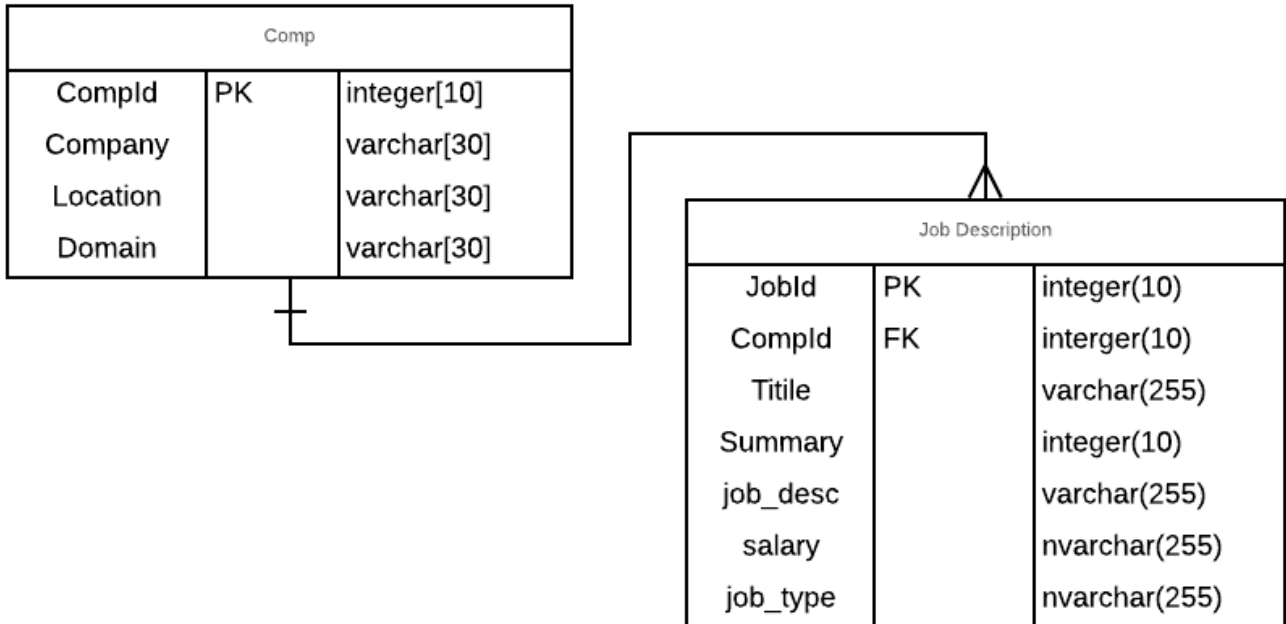 Comp
CompId PK integer[10]
Company varchar[30]
Location varchar[30]
Domain varchar[30]
Job Description
JobId PK integer(10)
CompId FK interger(10)
Titile varchar(255)
Summary integer(10)
job_desc varchar(255)
salary nvarchar(255)
job_type nvarchar(255)